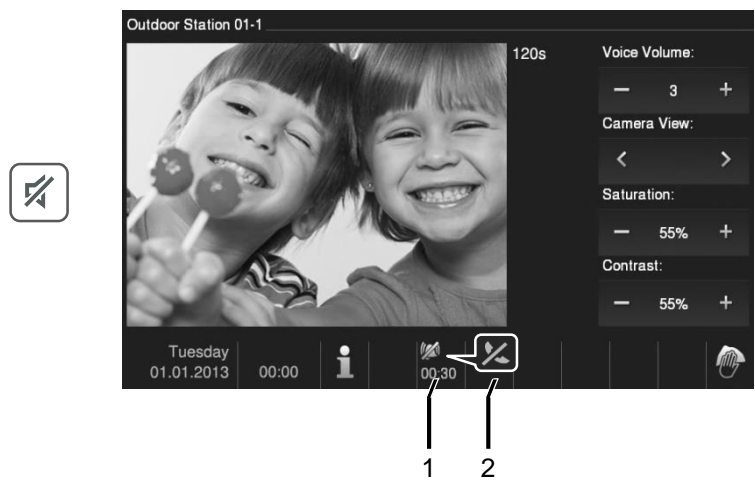 Outdoor Station 01-1
120s
Voice Volume:
− 3 +
Camera View:
< >
Saturation:
− 55% +
Contrast:
− 55% +
Tuesday
01.01.2013
00:00
i
00:30
1 2